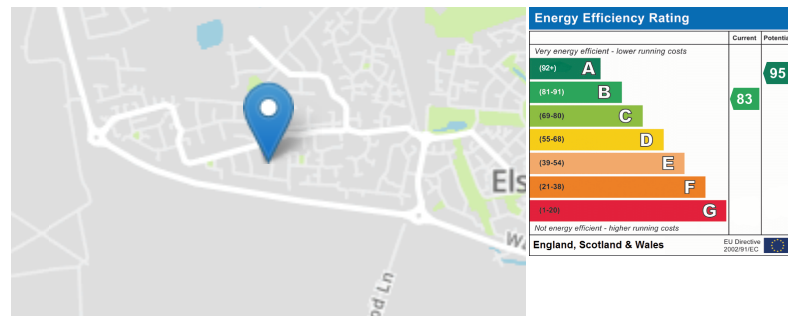 Els
W
od Ln
Energy Efficiency Rating
Current Potentia
Very energy efficient - lower running costs
(92+) A
95
(81-91) B
83
(69-80) C
(55-68) D
(39-54) E
(21-38) F
(1-20) G
Not energy efficient - higher running costs
England, Scotland & Wales
EU Directive
2002/91/EC